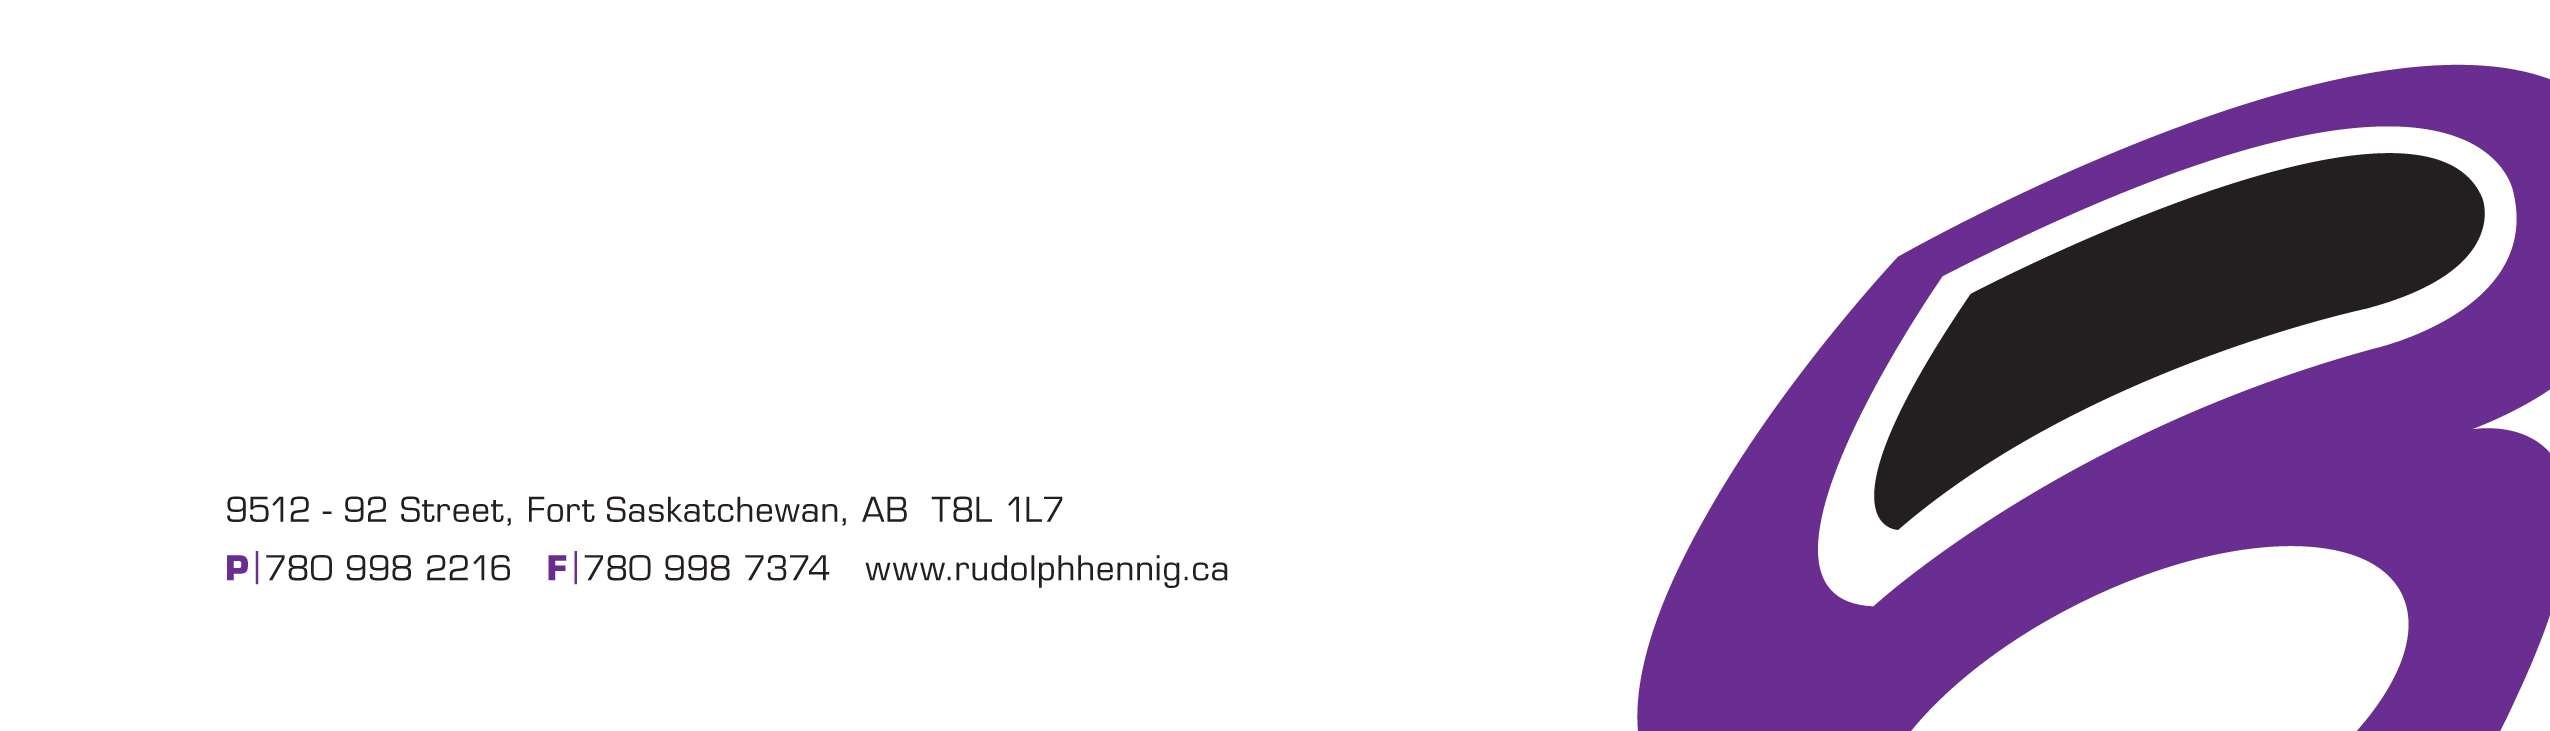 9512 - 92 Street, Fort Saskatchewan, AB  T8L 1L7
P|780 998 2216   F|780 998 7374   www.rudolphhennig.ca